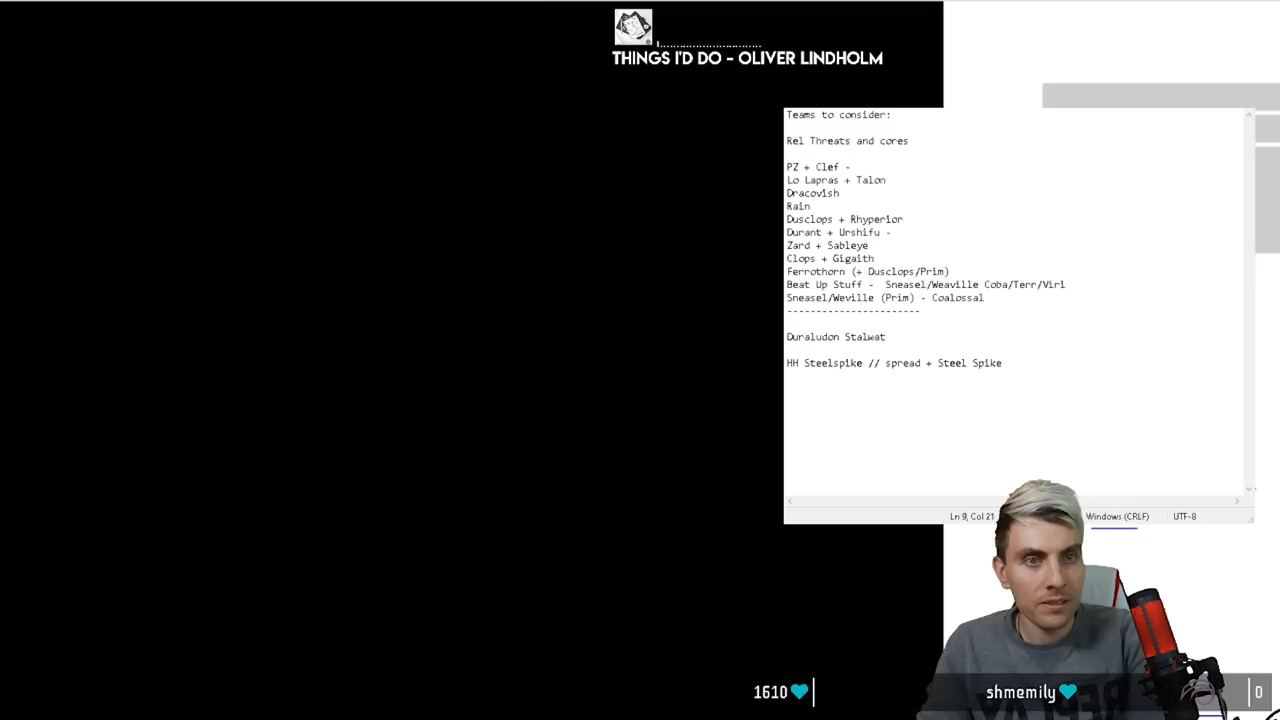 THINGS I'D DO - OLIVER LINDHOLM
Teams to consider:
Rel Threats and cores
PZ + Clef -
Lo Lapras + Talon
Dracovish
Rain
Dusclops + Rhyperior
Durant + Urshifu -
Zard + Sableye
Clops + Gigaith
Ferrothorn (+ Dusclops/Prim)
Beat Up Stuff -  Sneasel/Weaville Coba/Terr/Viri
Sneasel/Weville (Prim) - Coalossal
-----------------------
Duraludon Stalwat
HH Steelspike // spread + Steel Spike
Ln 9, Col 21
Windows (CRLF)
UTF-8
1610
shmemily
0